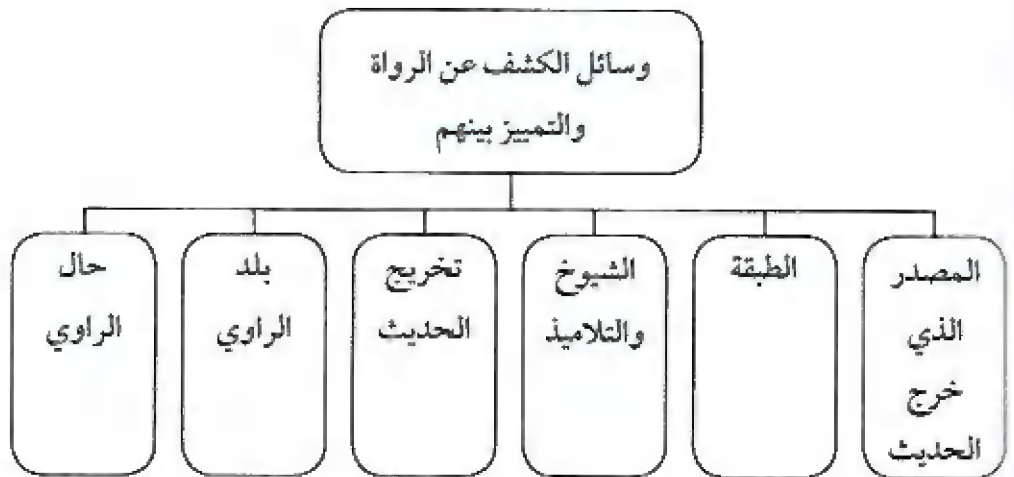 وسائل الكشف عن الرواة
والتمييز بينهم
المصدر
الذي
خرج
الحديث
الطبقة
الشيوخ
والتلاميذ
تخريج
الحديث
بلد
الراوي
حال
الراوي